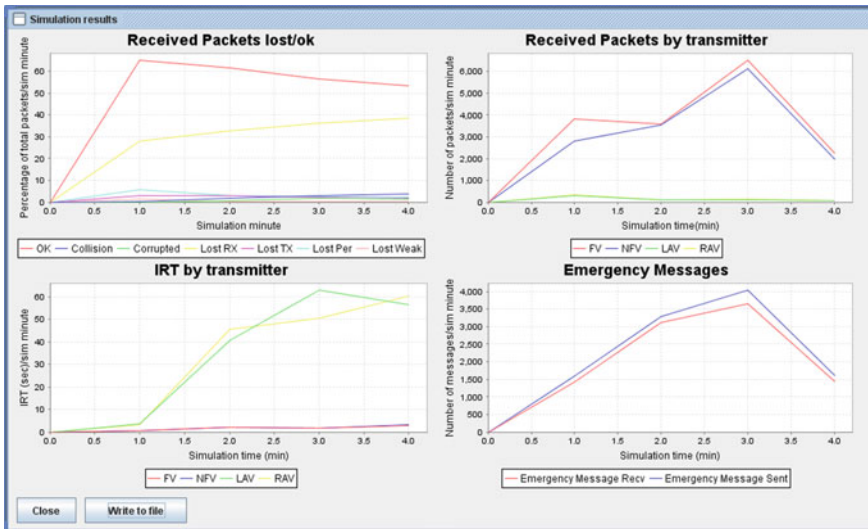 Simulation results
Received Packets lost/ok
Percentage of total packets/sim minute
60
50
40
30
20
10
0
0.0 0.5 1.0 1.5 2.0 2.5 3.0 3.5 4.0
Simulation minute
OK Collision Corrupted Lost RX Lost TX Lost Per Lost Weak
Received Packets by transmitter
Number of packets/sim minute
6,000
5,000
4,000
3,000
2,000
1,000
0
0.0 0.5 1.0 1.5 2.0 2.5 3.0 3.5 4.0
Simulation time(min)
FV NFV LAV RAV
IRT by transmitter
IRT (sec)/sim minute
60
50
40
30
20
10
0
0.0 0.5 1.0 1.5 2.0 2.5 3.0 3.5 4.0
Simulation time (min)
FV NFV LAV RAV
Emergency Messages
Number of messages/sim minute
4,000
3,500
3,000
2,500
2,000
1,500
1,000
500
0
0.0 0.5 1.0 1.5 2.0 2.5 3.0 3.5 4.0
Simulation time (min)
Emergency Message Recv Emergency Message Sent
Close Write to file